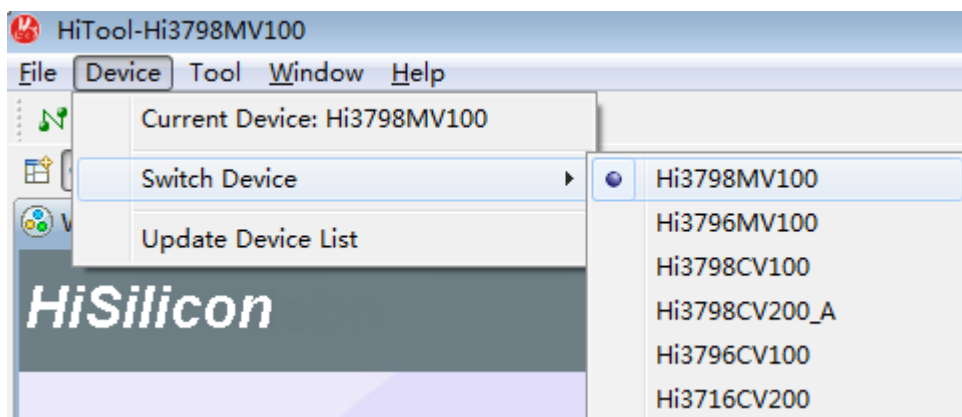 HiTool-Hi3798MV100
File Device Tool Window Help
Current Device: Hi3798MV100
Switch Device
Update Device List
Hi3798MV100
Hi3796MV100
Hi3798CV100
Hi3798CV200_A
Hi3796CV100
Hi3716CV200
HiSilicon